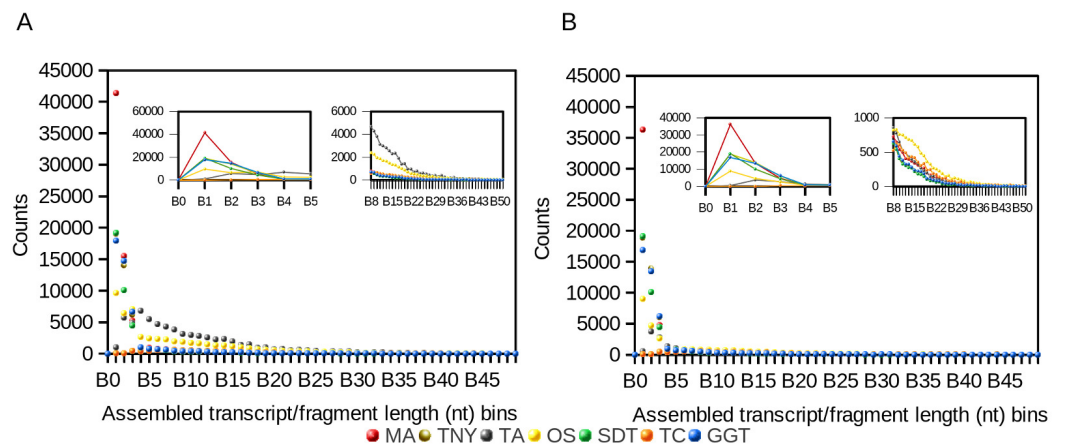 A
B
45000
40000
35000
30000
25000
20000
15000
10000
5000
0
Counts
B0 B5 B10 B15 B20 B25 B30 B35 B40 B45
Assembled transcript/fragment length (nt) bins
60000
40000
20000
0
B0 B1 B2 B3 B4 B5
6000
4000
2000
0
B8 B15 B22 B29 B36 B43 B50
45000
40000
35000
30000
25000
20000
15000
10000
5000
0
Counts
B0 B5 B10 B15 B20 B25 B30 B35 B40 B45
Assembled transcript/fragment length (nt) bins
40000
30000
20000
10000
0
B0 B1 B2 B3 B4 B5
1000
500
0
B8 B15 B22 B29 B36 B43 B50
MA TNY TA OS SDT TC GGT